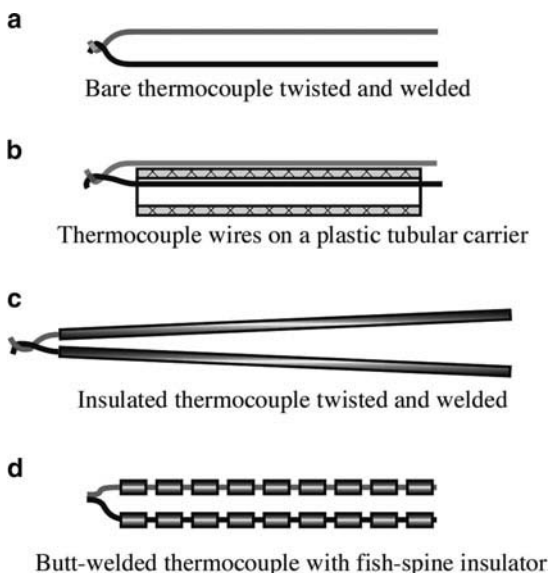 a
Bare thermocouple twisted and welded
b
Thermocouple wires on a plastic tubular carrier
c
Insulated thermocouple twisted and welded
d
Butt-welded thermocouple with fish-spine insulator